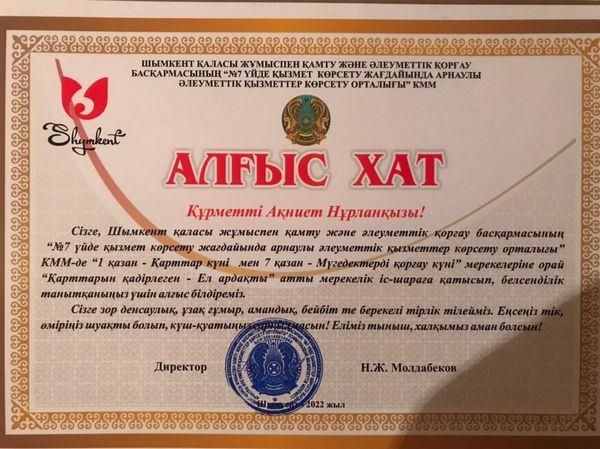 ШЫМКЕНТ ҚАЛАСЫ ЖҰМЫСПЕН ҚАМТУ ЖӘНЕ ӘЛЕУМЕТТІК ҚОРҒАУ
БАСҚАРМАСЫНЫҢ “№7 ҮЙДЕ ҚЫЗМЕТ КӨРСЕТУ ЖАҒДАЙЫНДА АРНАУЛЫ
ӘЛЕУМЕТТІК ҚЫЗМЕТТЕР КӨРСЕТУ ОРТАЛЫҒЫ” КММ
Shymkent
АЛҒЫС ХАТ
Құрметті Ақниет Нұрланқызы!
Сізге, Шымкент қаласы жұмыспен қамту және әлеуметтік қорғау басқармасының
“№7 үйде қызмет көрсету жағдайында арнаулы әлеуметтік қызметтер көрсету орталығы”
КММ-де “1 қазан - Қарттар күні мен 7 қазан - Мүгедектерді қорғау күні” мерекелеріне орай
“Қарттарын қадірлеген - Ел ардақты” атты мерекелік іс-шараға қатысып, белсенділік
танытқаныңыз үшін алғыс білдіреміз.
Сізге зор денсаулық, ұзақ ғұмыр, амандық, бейбіт те берекелі тірлік тілейміз. Еңсеңіз тік,
өміріңіз шуақты болып, күш-қуатыңыз сарқылмасын! Еліміз тыныш, халқымыз аман болсын!
Директор Н.Ж. Молдабеков
2022 жыл